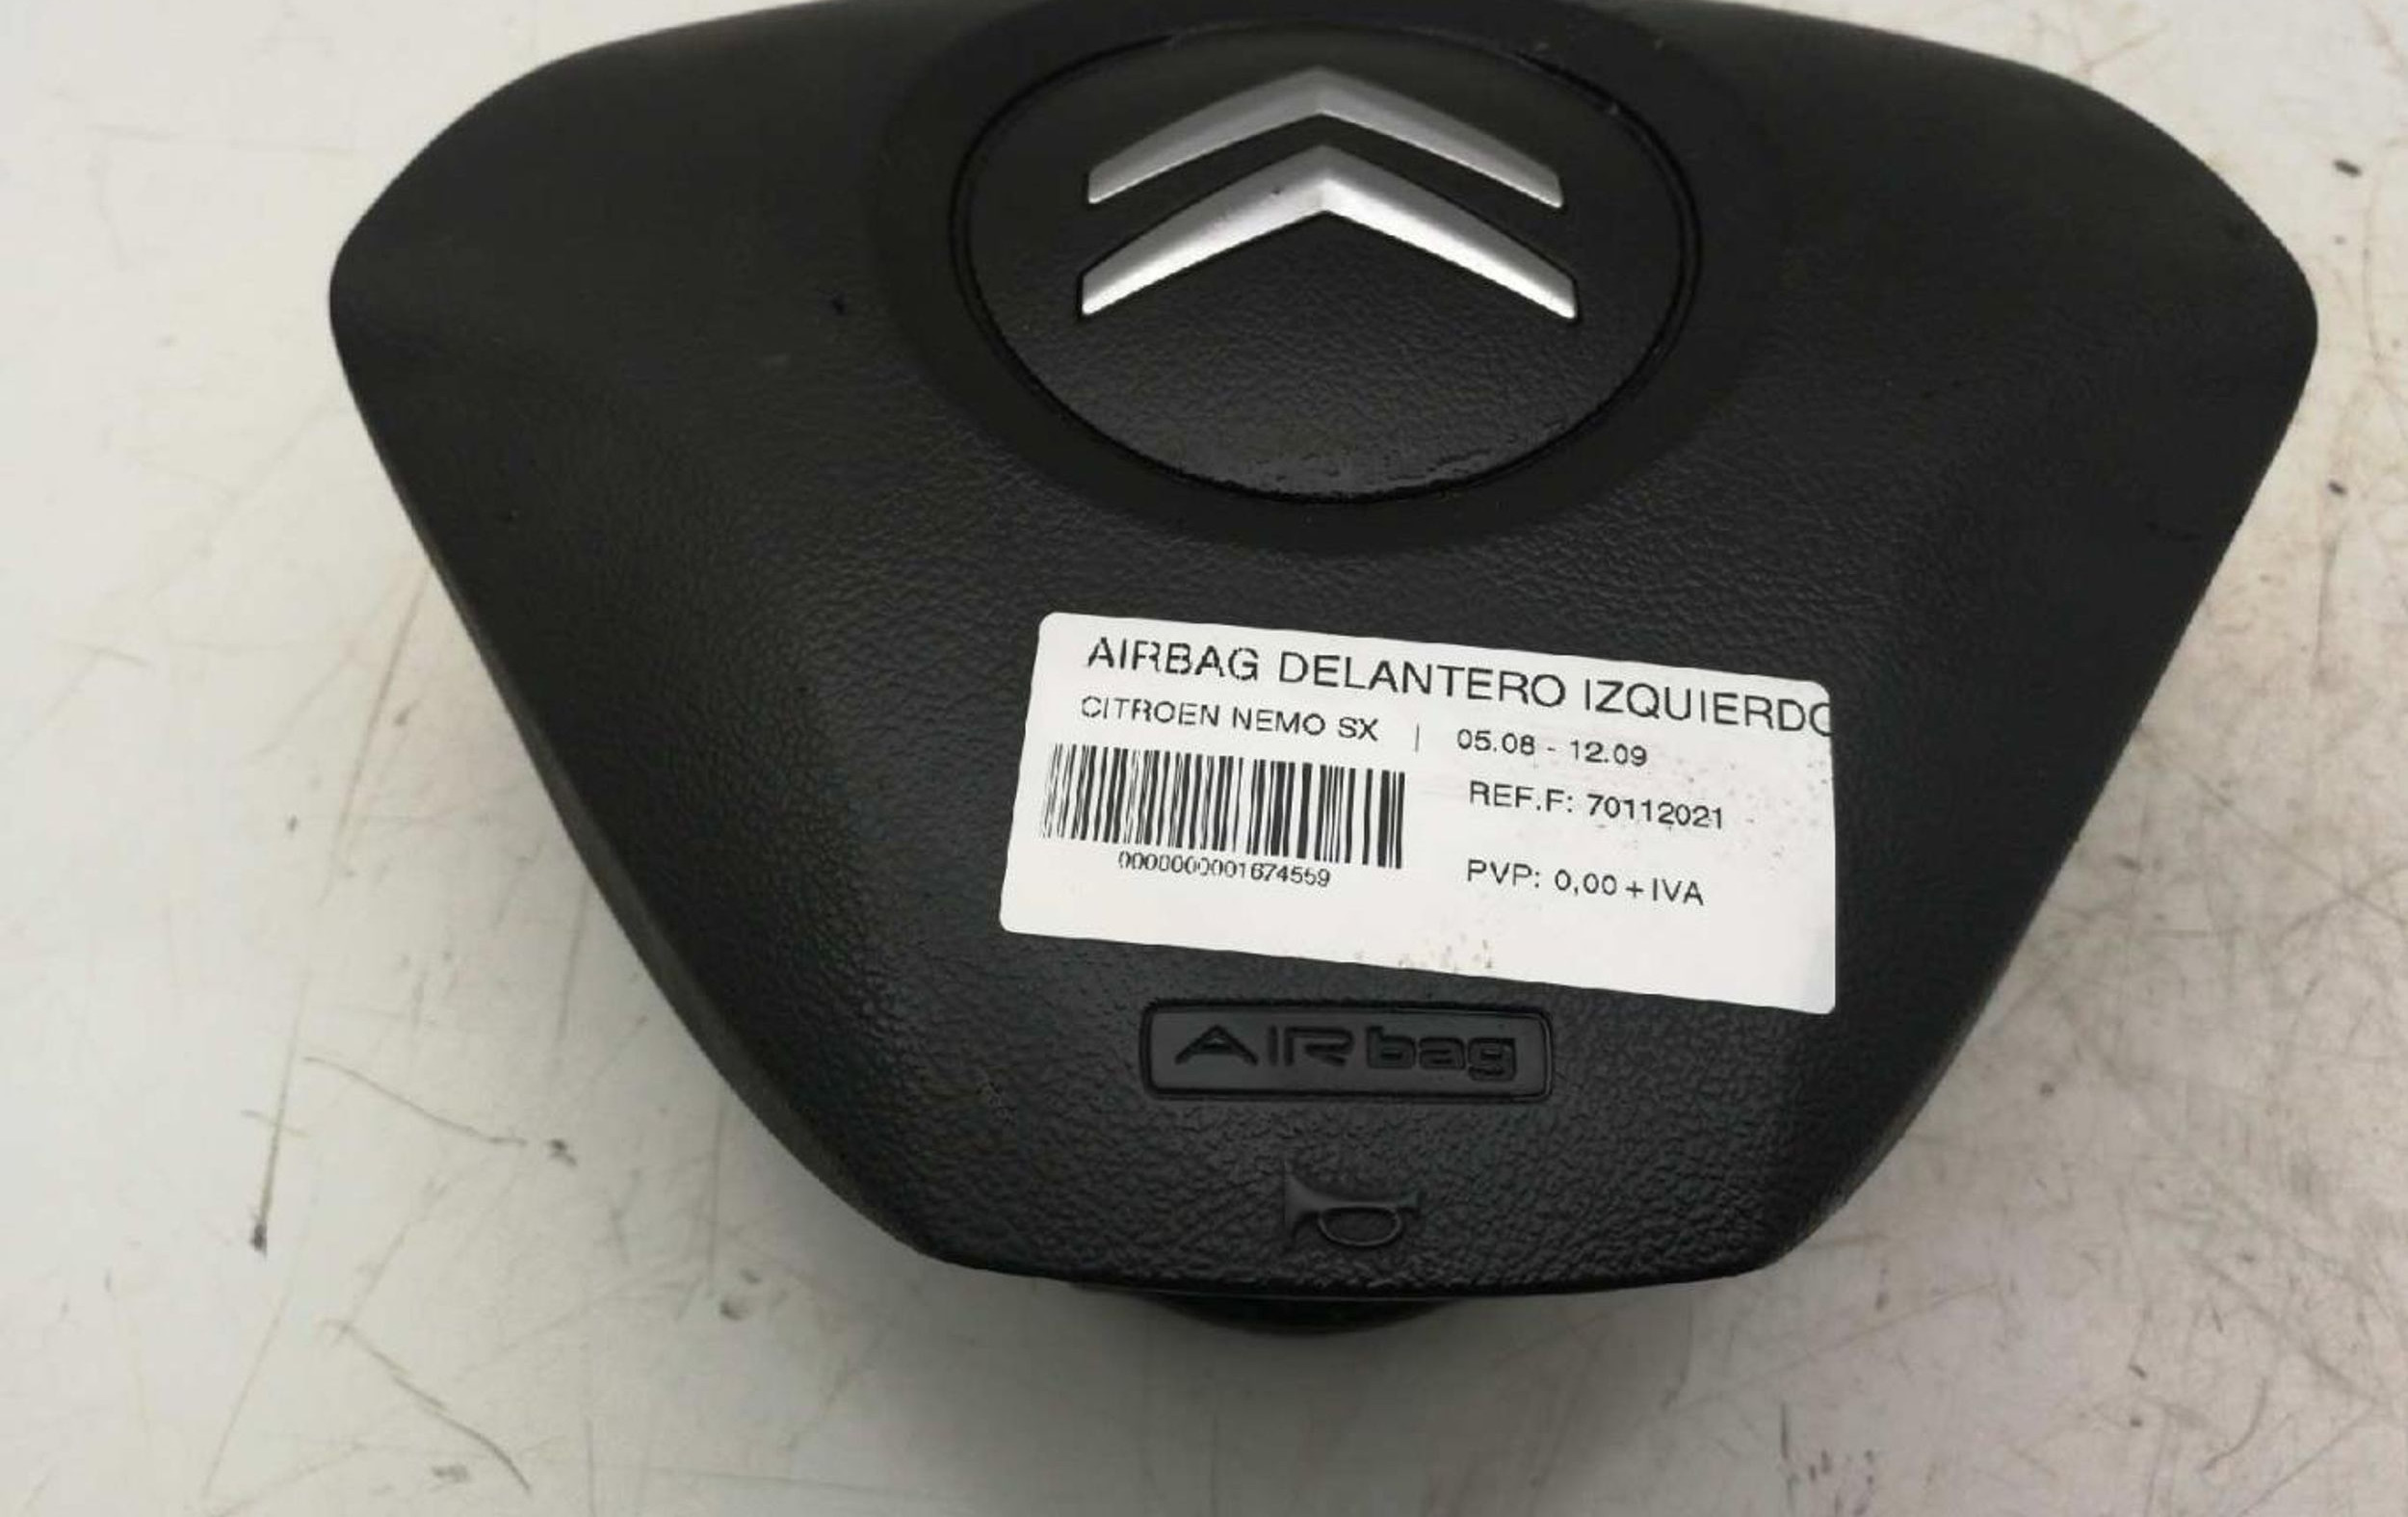 AIRBAG DELANTERO IZQUIERDO
CITROEN NEMO SX | 05.08 - 12.09
REF.F: 70112021
0000000001674559
PVP: 0,00 + IVA
AIRbag